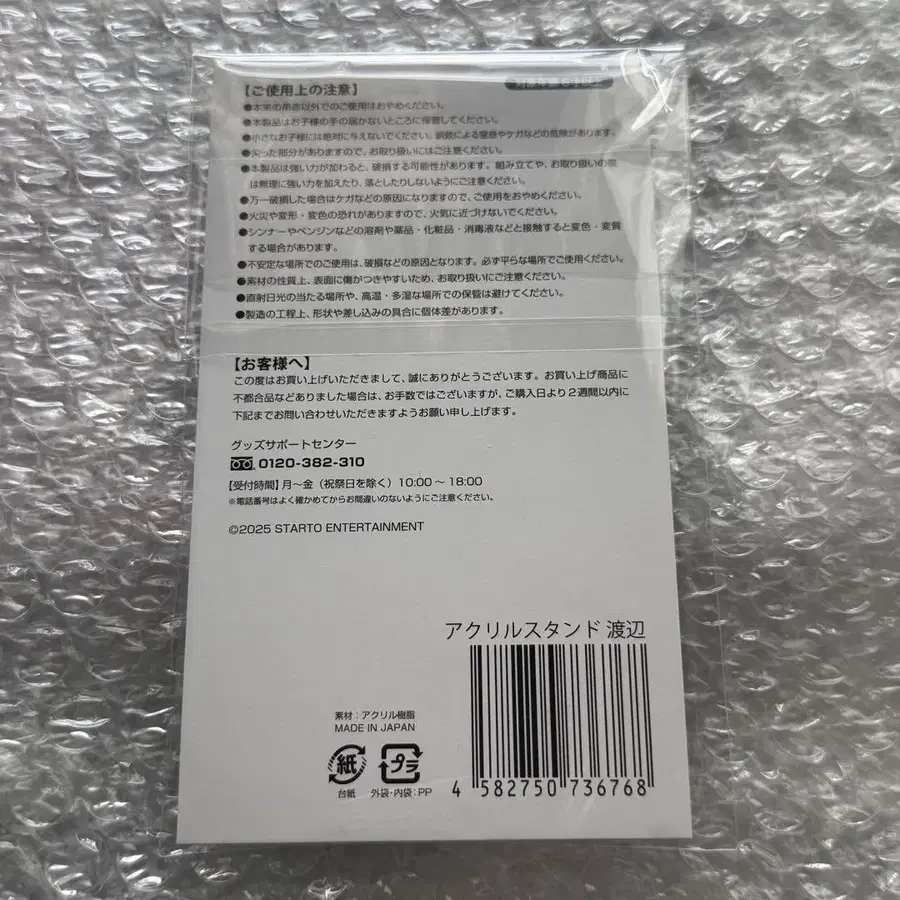 【ご使用上の注意】
●本来の用途以外でのご使用はおやめください。
●本製品はお子様の手の届かないところに保管してください。
●小さなお子様には絶対に与えないでください。誤飲による窒息やケガなどの危険があります。
●尖った部分がありますので、お取り扱いにはご注意ください。
●本製品は強い力が加わると、破損する可能性があります。組み立てや、お取り扱いの際
は無理に強い力を加えたり、落としたりしないようにご注意ください。
●万一破損した場合はケガなどの原因になりますので、ご使用をおやめください。
●火災や変形・変色の恐れがありますので、火気に近づけないでください。
●シンナーやベンジンなどの溶剤や薬品・化粧品・消毒液などと接触すると変色・変質
する場合があります。
●不安定な場所でのご使用は、破損などの原因となります。必ず平らな場所でご使用ください。
●素材の性質上、表面に傷がつきやすいため、お取り扱いにご注意ください。
●直射日光の当たる場所や、高温・多湿な場所での保管は避けてください。
●製造の工程上、形状や差し込みの具合に個体差があります。
【お客様へ】
この度はお買い上げいただきまして、誠にありがとうございます。お買い上げ商品に
不都合品などありました場合は、お手数ではございますが、ご購入日より2週間以内に
下記までお問い合わせいただきますようお願い申し上げます。
グッズサポートセンター
0120-382-310
【受付時間】月～金（祝祭日を除く）10:00～18:00
※電話番号はよく確かめてからお間違いのないようにご注意ください。
©2025 STARTO ENTERTAINMENT
アクリルスタンド 渡辺
素材：アクリル樹脂
MADE IN JAPAN
紙
プラ
台紙
外袋・内袋：PP
4 582750 736768